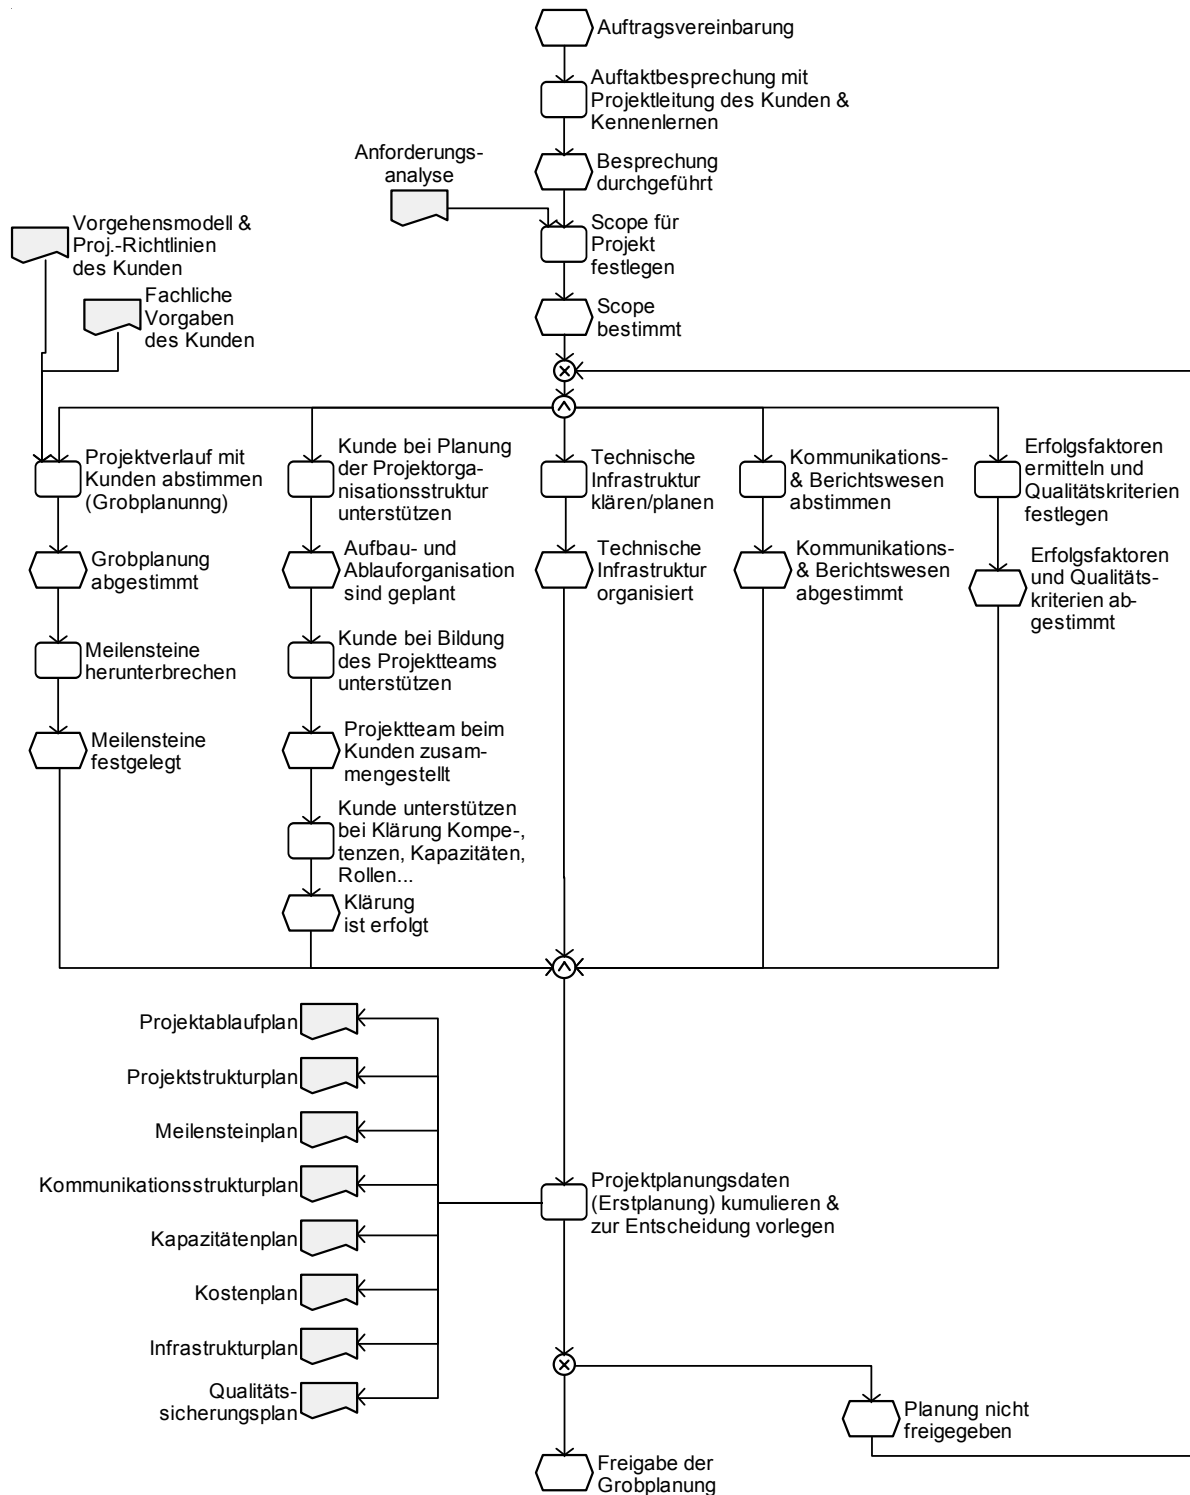 Auftragsvereinbarung
Auftaktbesprechung mit
Projektleitung des Kunden &
Kennenlernen
Anforderungs-
analyse
Besprechung
durchgeführt
Vorgehensmodell &
Proj.-Richtlinien
des Kunden
Scope für
Projekt
festlegen
Fachliche
Vorgaben
des Kunden
Scope
bestimmt
Projektverlauf mit
Kunden abstimmen
(Grobplanunng)
Kunde bei Planung
der Projektorga-
nisationsstruktur
unterstützen
Technische
Infrastruktur
klären/planen
Kommunikations-
& Berichtswesen
abstimmen
Erfolgsfaktoren
ermitteln und
Qualitätskriterien
festlegen
Grobplanung
abgestimmt
Aufbau- und
Ablauforganisation
sind geplant
Technische
Infrastruktur
organisiert
Kommunikations-
& Berichtswesen
abgestimmt
Erfolgsfaktoren
und Qualitäts-
kriterien ab-
gestimmt
Meilensteine
herunterbrechen
Kunde bei Bildung
des Projektteams
unterstützen
Meilensteine
festgelegt
Projektteam beim
Kunden zusam-
mengestellt
Kunde unterstützen
bei Klärung Kompe-,
tenzen, Kapazitäten,
Rollen...
Klärung
ist erfolgt
Projektablaufplan
Projektstrukturplan
Meilensteinplan
Kommunikationsstrukturplan
Projektplanungsdaten
(Erstplanung) kumulieren &
zur Entscheidung vorlegen
Kapazitätenplan
Kostenplan
Infrastrukturplan
Qualitäts-
sicherungsplan
Planung nicht
freigegeben
Freigabe der
Grobplanung